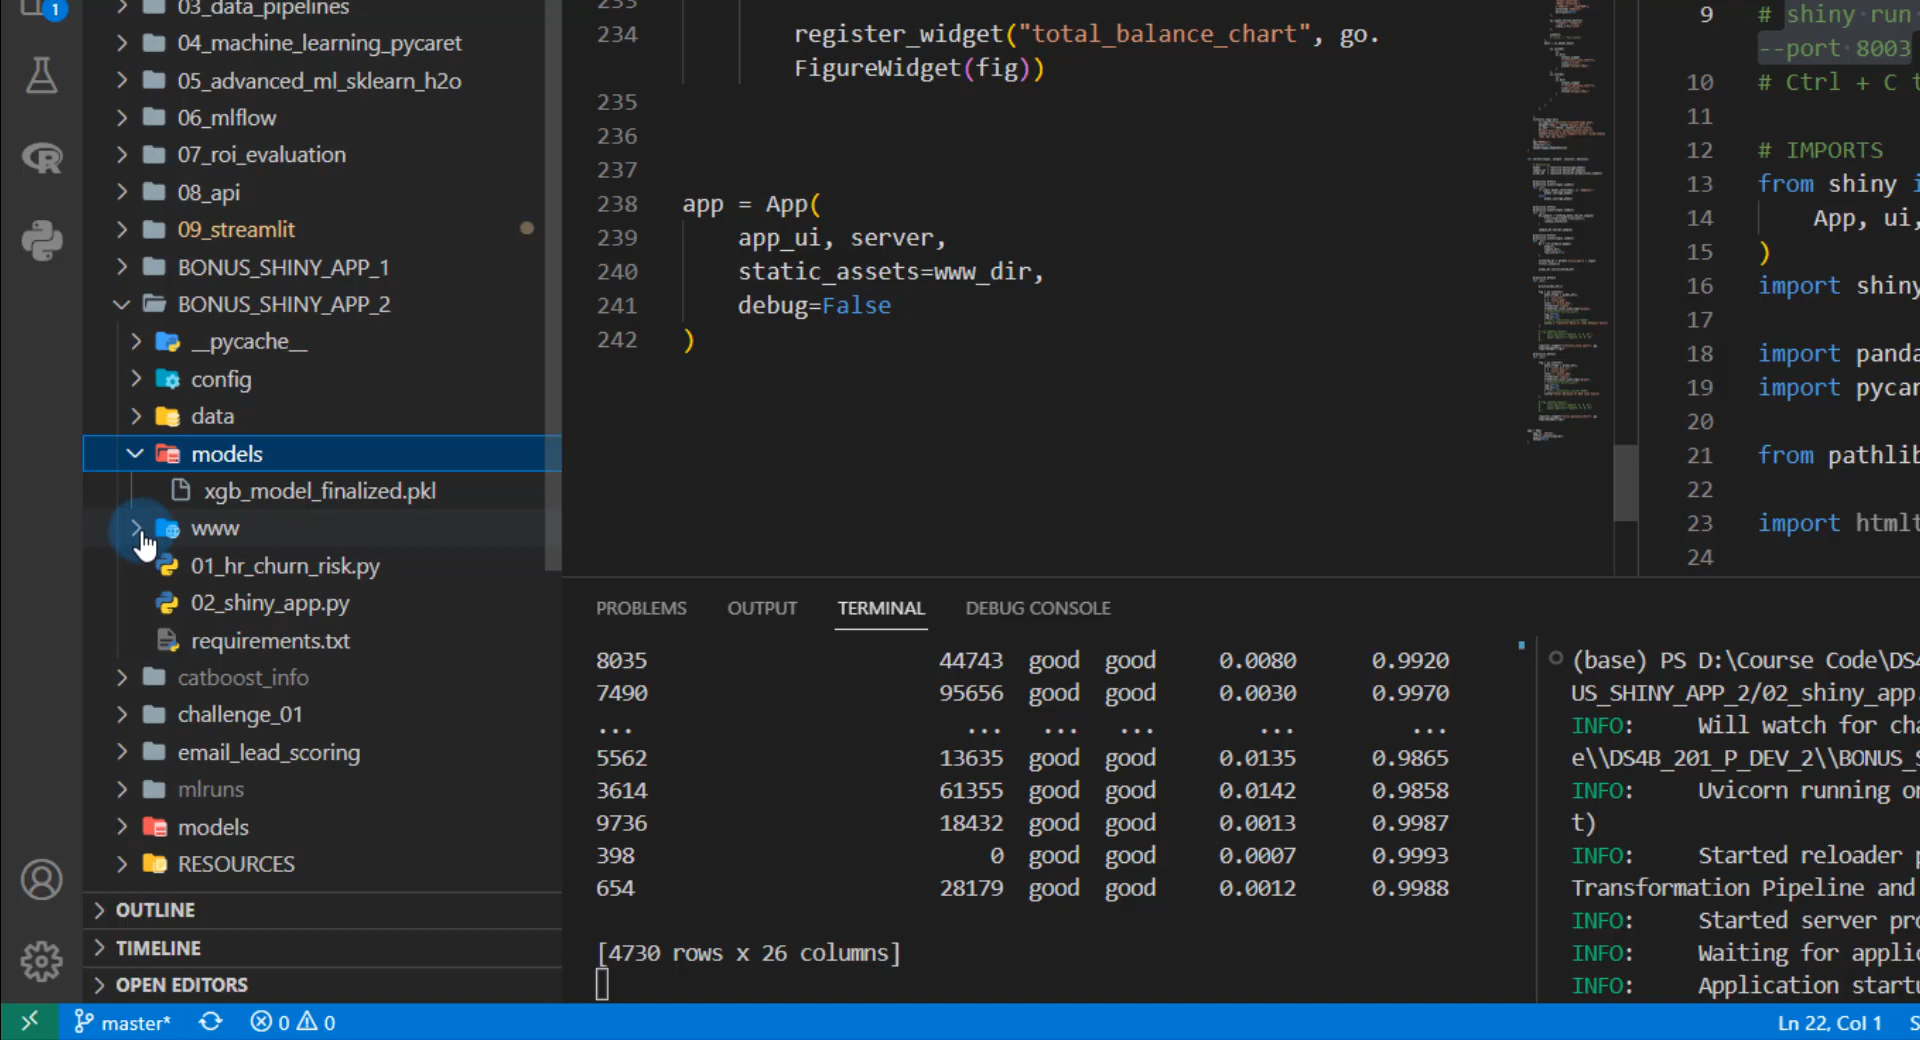 1
03_data_pipelines
04_machine_learning_pycaret
05_advanced_ml_sklearn_h2o
06_mlflow
07_roi_evaluation
08_api
09_streamlit
BONUS_SHINY_APP_1
BONUS_SHINY_APP_2
__pycache__
config
data
models
xgb_model_finalized.pkl
www
01_hr_churn_risk.py
02_shiny_app.py
requirements.txt
catboost_info
challenge_01
email_lead_scoring
mlruns
models
RESOURCES
OUTLINE
TIMELINE
OPEN EDITORS
233
234 register_widget("total_balance_chart", go.
FigureWidget(fig))
235
236
237
238 app = App(
239 app_ui, server,
240 static_assets=www_dir,
241 debug=False
242 )
9 # shiny run
--port 8003
10 # Ctrl + C t
11
12 # IMPORTS
13 from shiny i
14 App, ui,
15 )
16 import shiny
17
18 import panda
19 import pycar
20
21 from pathlib
22
23 import htmlt
24
PROBLEMS OUTPUT TERMINAL DEBUG CONSOLE
8035 44743 good good 0.0080 0.9920
7490 95656 good good 0.0030 0.9970
... ... ... ... ... ...
5562 13635 good good 0.0135 0.9865
3614 61355 good good 0.0142 0.9858
9736 18432 good good 0.0013 0.9987
398 0 good good 0.0007 0.9993
654 28179 good good 0.0012 0.9988
[4730 rows x 26 columns]
(base) PS D:\Course Code\DS4
US_SHINY_APP_2/02_shiny_app.
INFO: Will watch for cha
e\\DS4B_201_P_DEV_2\\BONUS_S
INFO: Uvicorn running on
t)
INFO: Started reloader p
Transformation Pipeline and
INFO: Started server pro
INFO: Waiting for applic
INFO: Application startu
master* 0 0 Ln 22, Col 1 S